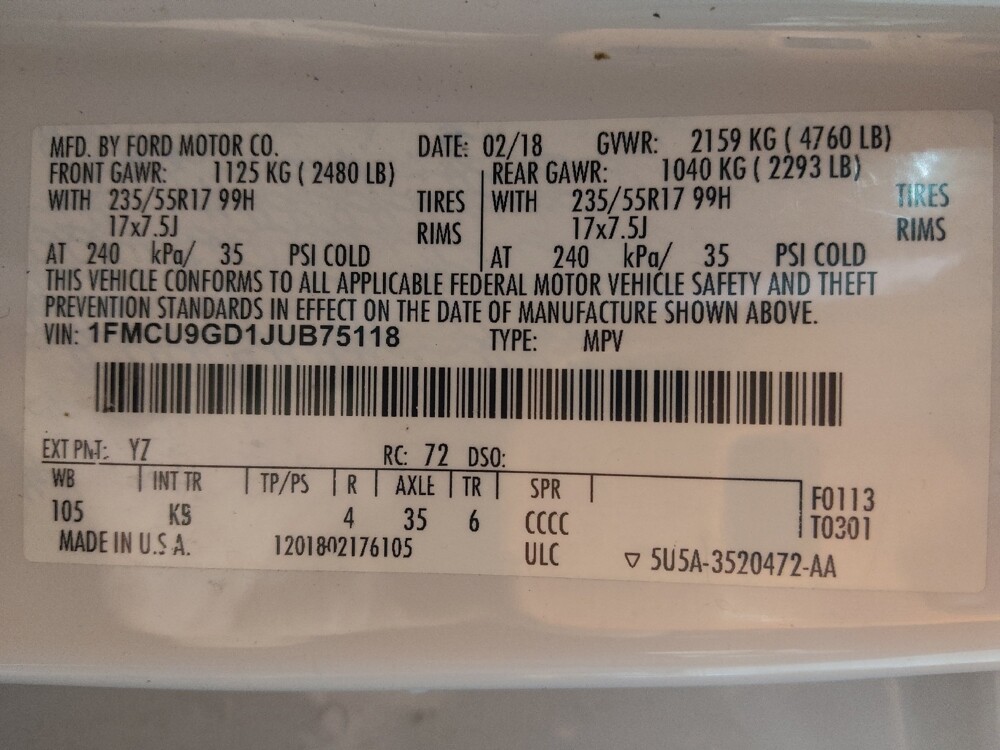 MFD. BY FORD MOTOR CO. DATE: 02/18 GVWR: 2159 KG ( 4760 LB)
FRONT GAWR: 1125 KG ( 2480 LB) REAR GAWR: 1040 KG ( 2293 LB)
WITH 235/55R17 99H TIRES WITH 235/55R17 99H TIRES
17x7.5J RIMS 17x7.5J RIMS
AT 240 kPa/ 35 PSI COLD AT 240 kPa/ 35 PSI COLD
THIS VEHICLE CONFORMS TO ALL APPLICABLE FEDERAL MOTOR VEHICLE SAFETY AND THEFT
PREVENTION STANDARDS IN EFFECT ON THE DATE OF MANUFACTURE SHOWN ABOVE.
VIN: 1FMCU9GD1JUB75118 TYPE: MPV
EXT PNT: YZ RC: 72 DSO:
WB INT TR TP/PS R AXLE TR SPR
105 KS 4 35 6 CCCC F0113
T0301
MADE IN U.S.A. 1201802176105 ULC ▽ 5U5A-3520472-AA